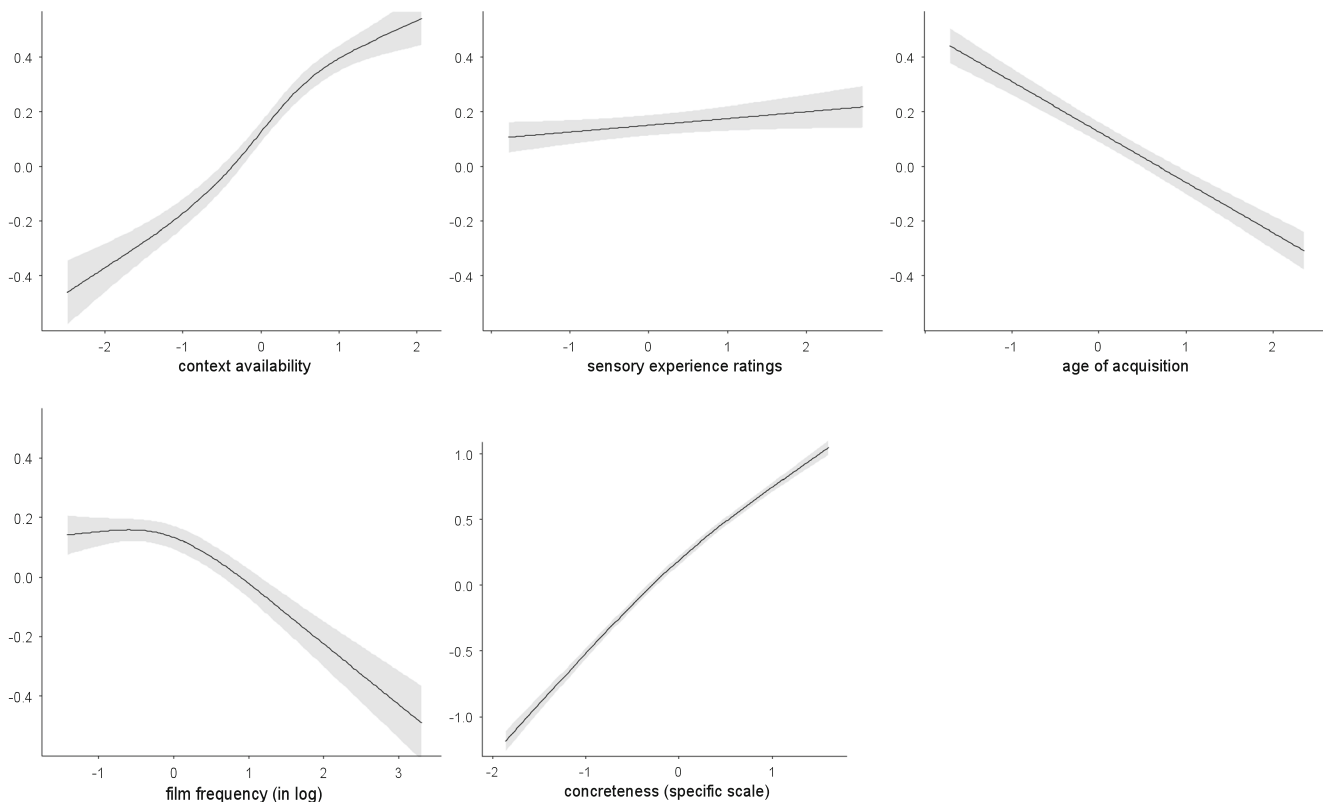 0.4
0.2
0.0
-0.2
-0.4
-2 -1 0 1 2
context availability
0.4
0.2
0.0
-0.2
-0.4
-1 0 1 2
sensory experience ratings
0.4
0.2
0.0
-0.2
-0.4
-1 0 1 2
age of acquisition
0.4
0.2
0.0
-0.2
-0.4
-1 0 1 2 3
film frequency (in log)
1.0
0.5
0.0
-0.5
-1.0
-2 -1 0 1
concreteness (specific scale)